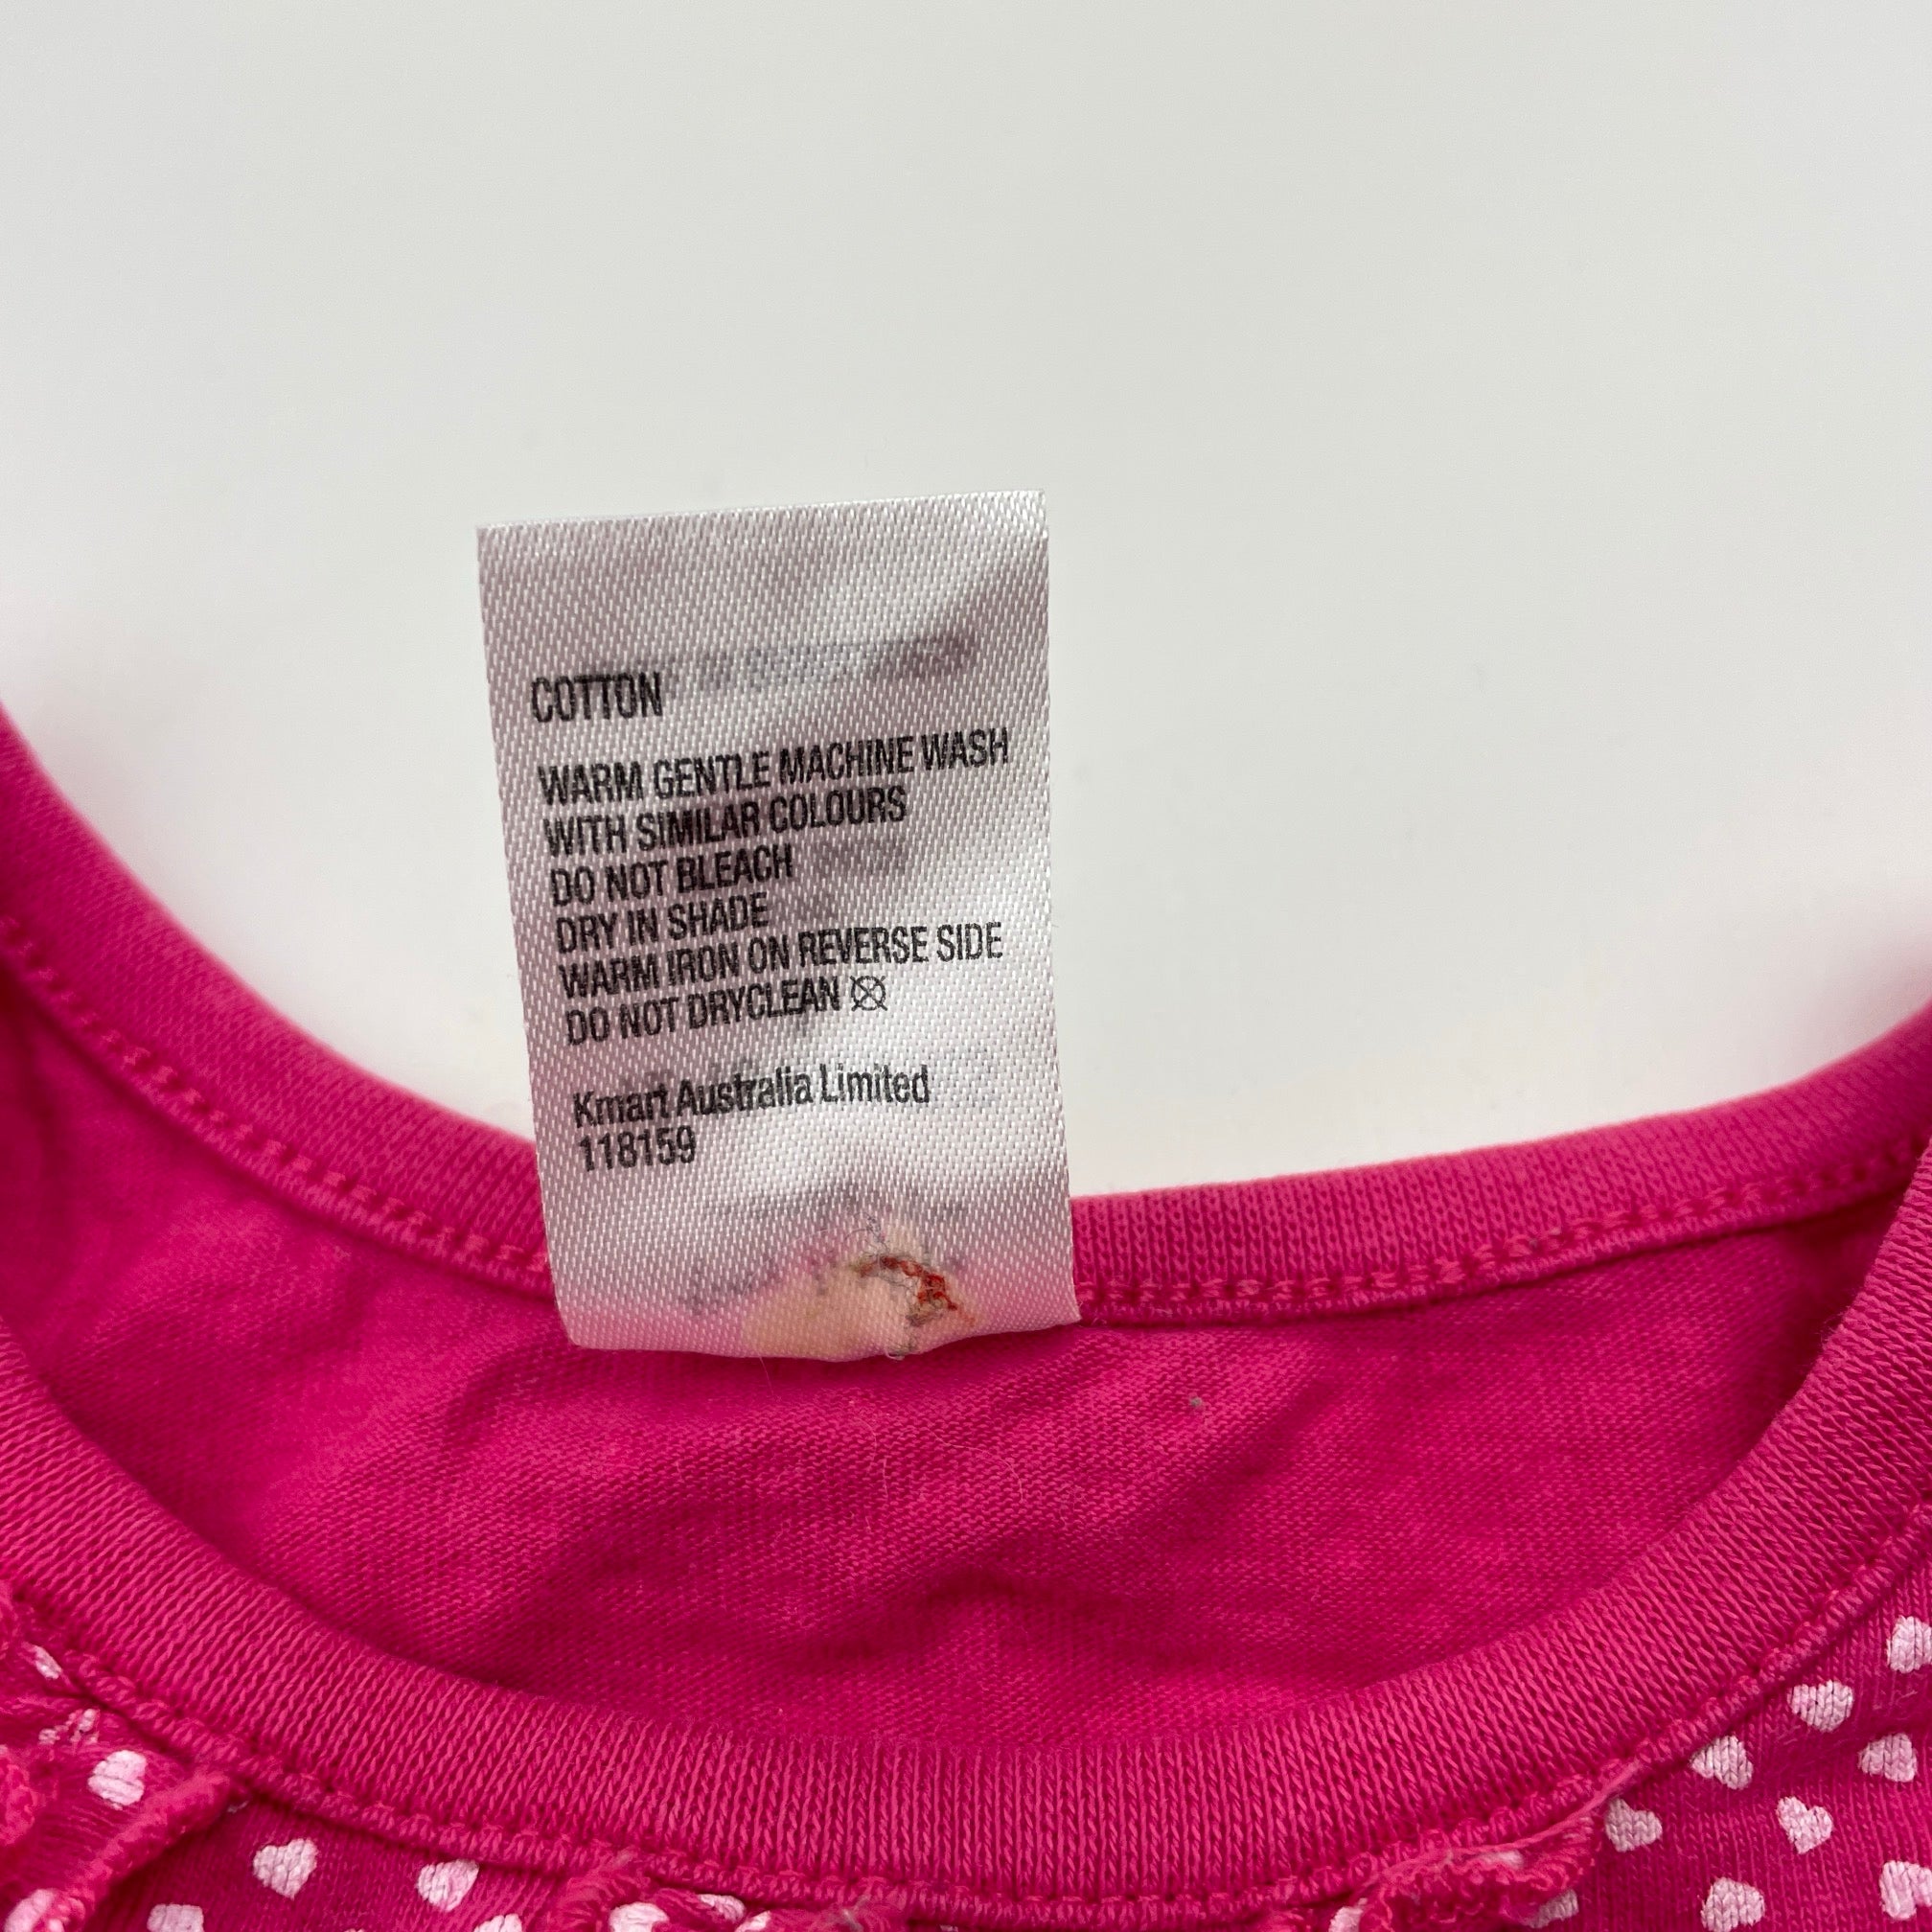 COTTON
WARM GENTLE MACHINE WASH
WITH SIMILAR COLOURS
DO NOT BLEACH
DRY IN SHADE
WARM IRON ON REVERSE SIDE
DO NOT DRYCLEAN
Kmart Australia Limited
118159